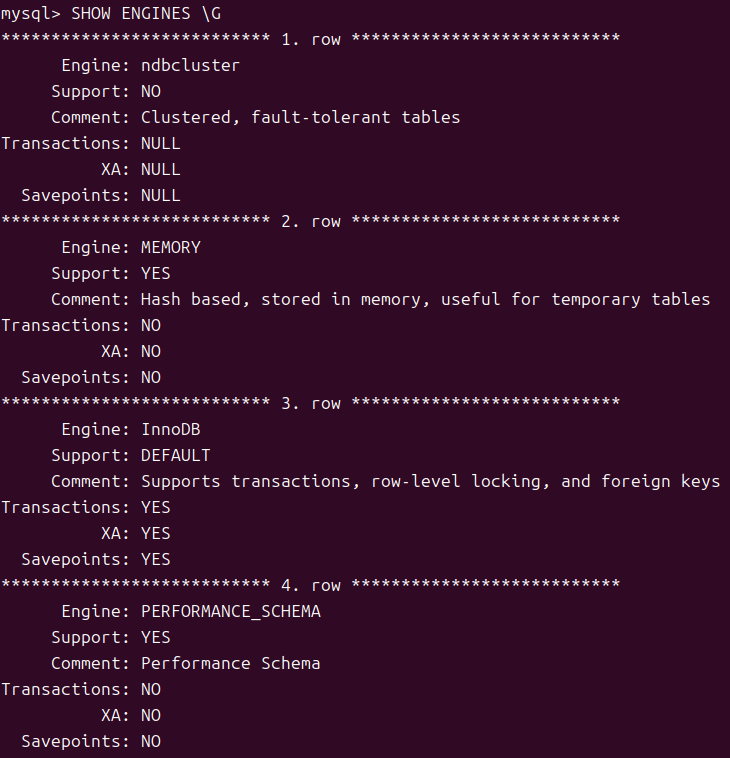 mysql> SHOW ENGINES \G
*************************** 1. row ***************************
      Engine: ndbcluster
     Support: NO
     Comment: Clustered, fault-tolerant tables
Transactions: NULL
          XA: NULL
  Savepoints: NULL
*************************** 2. row ***************************
      Engine: MEMORY
     Support: YES
     Comment: Hash based, stored in memory, useful for temporary tables
Transactions: NO
          XA: NO
  Savepoints: NO
*************************** 3. row ***************************
      Engine: InnoDB
     Support: DEFAULT
     Comment: Supports transactions, row-level locking, and foreign keys
Transactions: YES
          XA: YES
  Savepoints: YES
*************************** 4. row ***************************
      Engine: PERFORMANCE_SCHEMA
     Support: YES
     Comment: Performance Schema
Transactions: NO
          XA: NO
  Savepoints: NO